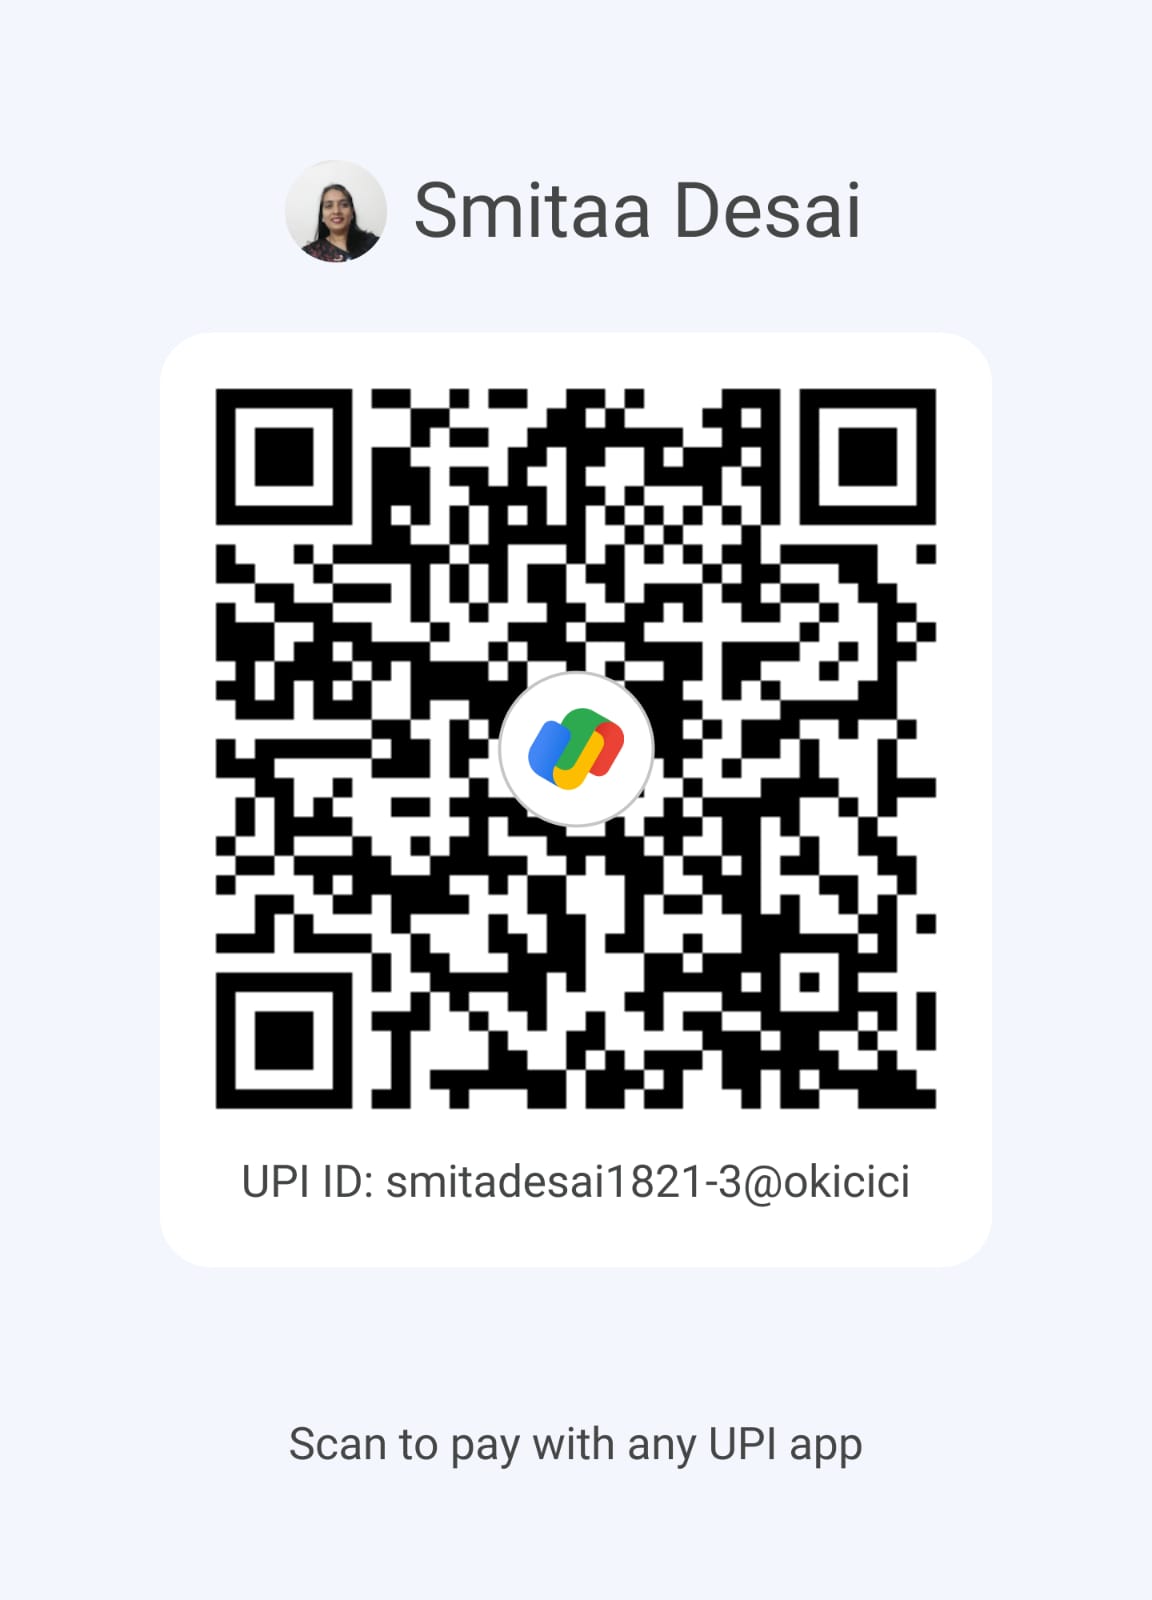 Smitaa Desai
UPI ID: smitadesai1821-3@okicici
Scan to pay with any UPI app